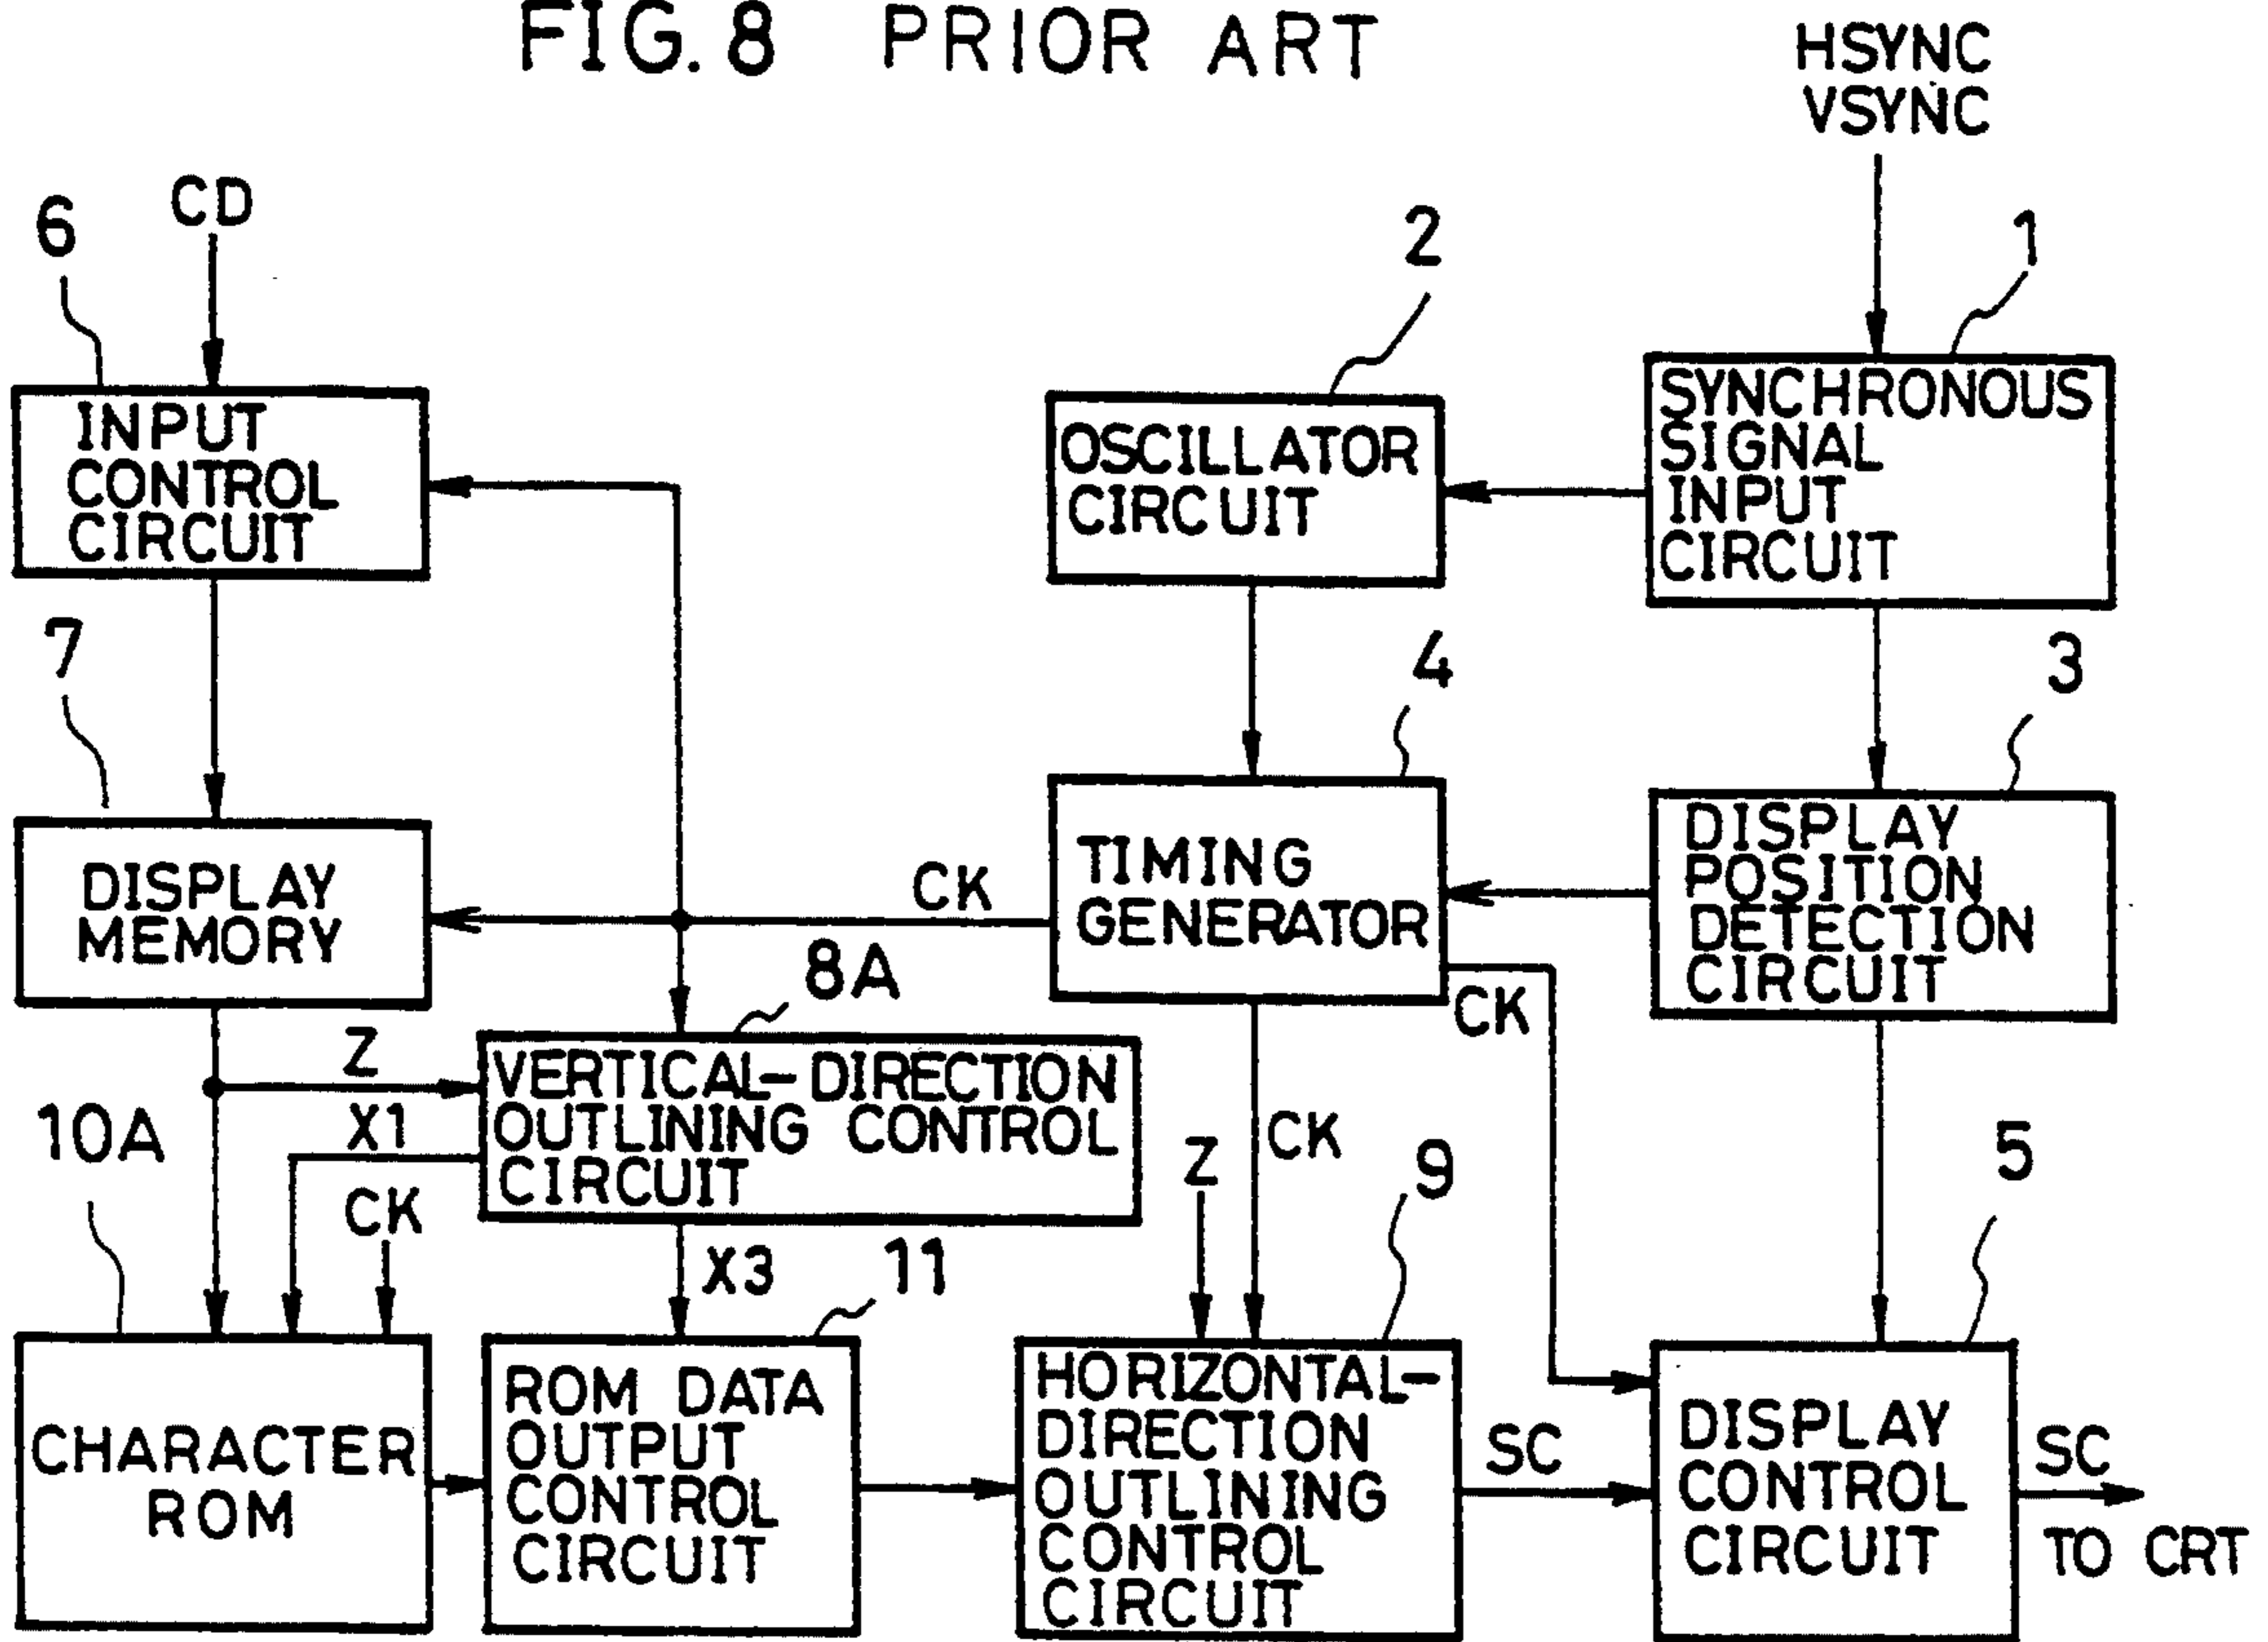 FIG. 8 PRIOR ART
HSYNC
VSYNC
CD
6
2
1
INPUT
CONTROL
CIRCUIT
OSCILLATOR
CIRCUIT
SYNCHRONOUS
SIGNAL
INPUT
CIRCUIT
7
4
3
DISPLAY
MEMORY
CK
TIMING
GENERATOR
DISPLAY
POSITION
DETECTION
CIRCUIT
8A
CK
Z
VERTICAL-DIRECTION
OUTLINING CONTROL
CIRCUIT
10A
X1
CK
Z
CK
9
5
X3
11
CHARACTER
ROM
ROM DATA
OUTPUT
CONTROL
CIRCUIT
HORIZONTAL-
DIRECTION
OUTLINING
CONTROL
CIRCUIT
SC
DISPLAY
CONTROL
CIRCUIT
SC
TO CRT